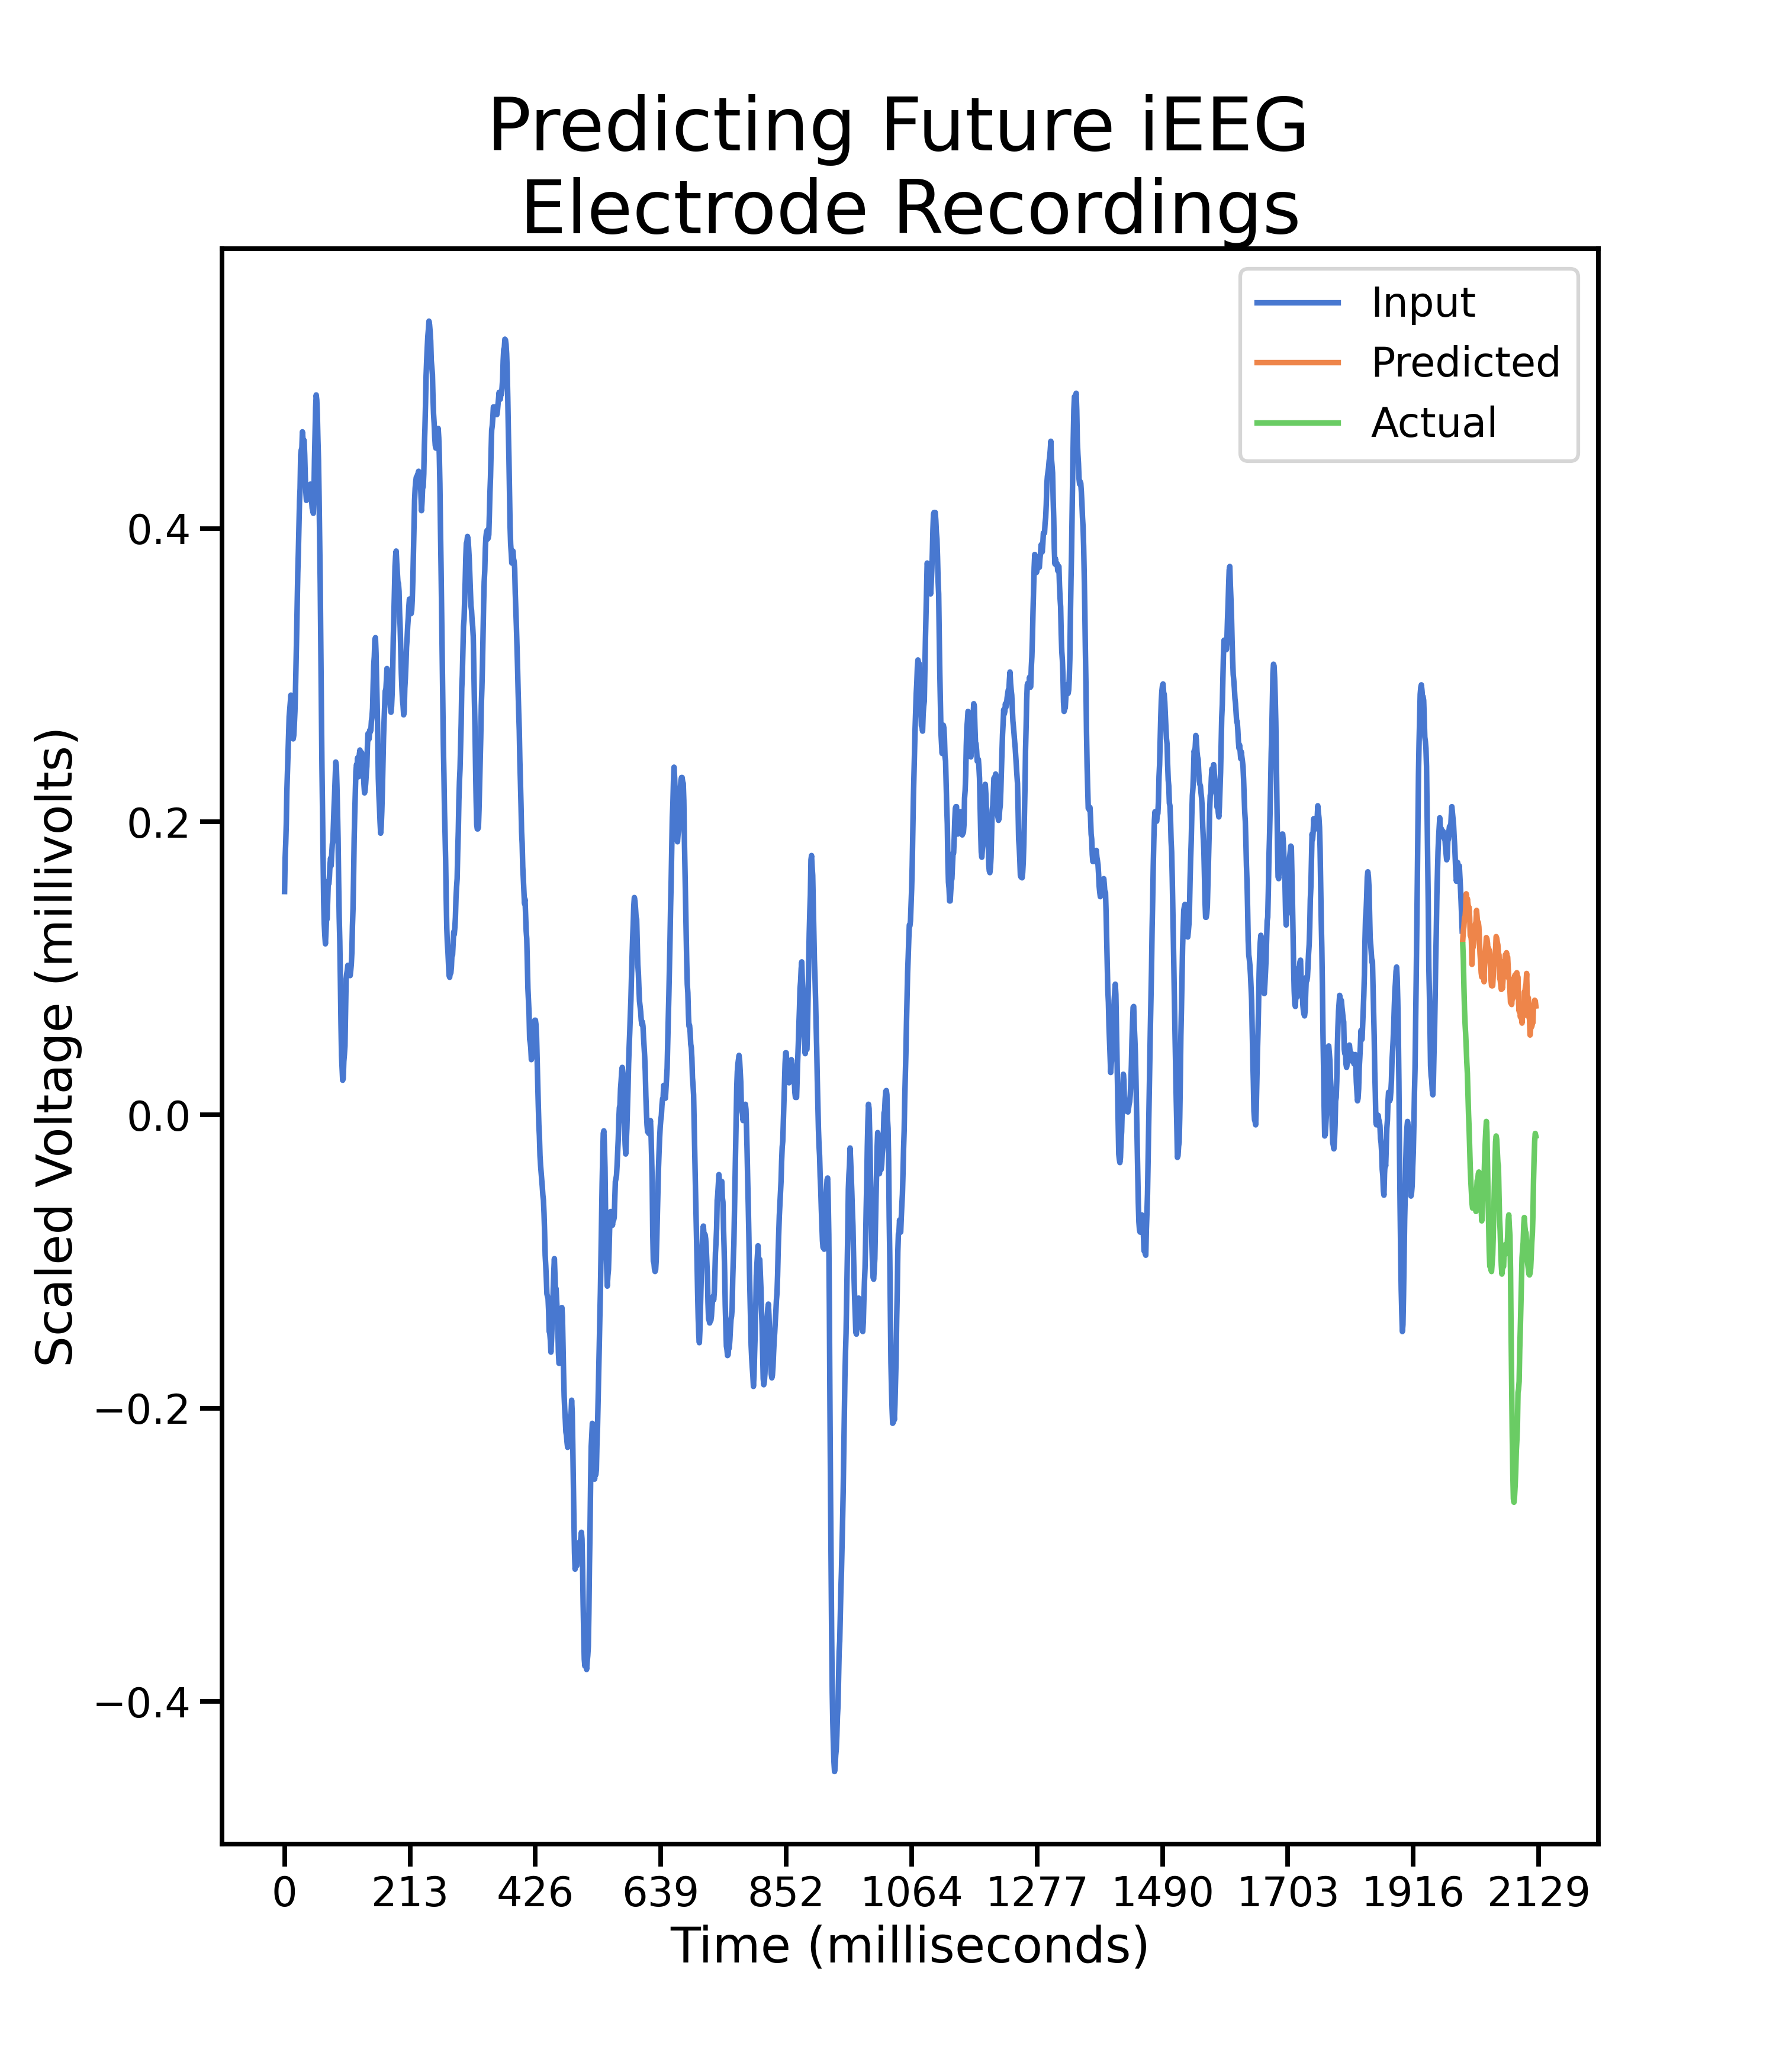 Predicting Future iEEG
Electrode Recordings
Input
Predicted
Actual
Scaled Voltage (millivolts)
0.4
0.2
0.0
−0.2
−0.4
0 213 426 639 852 1064 1277 1490 1703 1916 2129
Time (milliseconds)